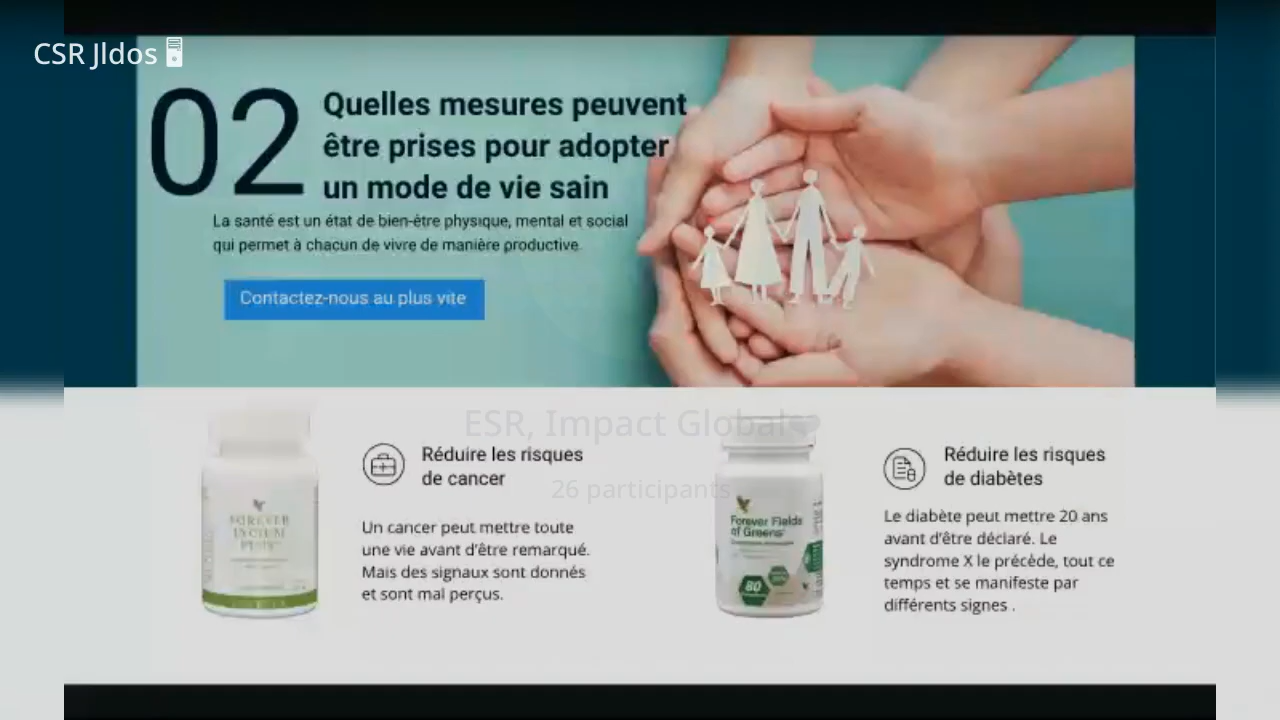 CSR Jldos
02
Quelles mesures peuvent
être prises pour adopter
un mode de vie sain
La santé est un état de bien-être physique, mental et social
qui permet à chacun de vivre de manière productive.
Contactez-nous au plus vite
ESR, Impact Global
26 participants
FOREVER
LYCIUM
PLUS
Réduire les risques
de cancer
Un cancer peut mettre toute
une vie avant d'être remarqué.
Mais des signaux sont donnés
et sont mal perçus.
Forever Fields
of Greens
80
Réduire les risques
de diabètes
Le diabète peut mettre 20 ans
avant d'être déclaré. Le
syndrome X le précède, tout ce
temps et se manifeste par
différents signes .